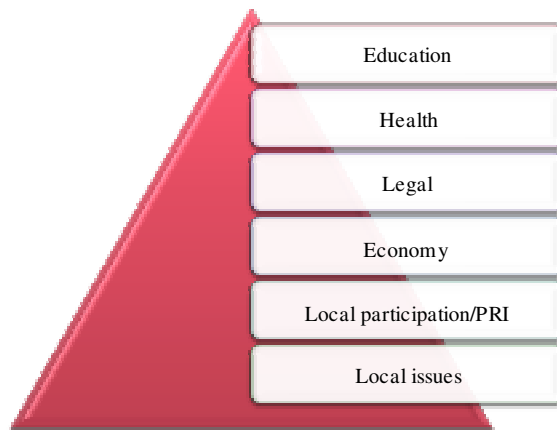 Education
Health
Legal
Economy
Local participation/PRI
Local issues